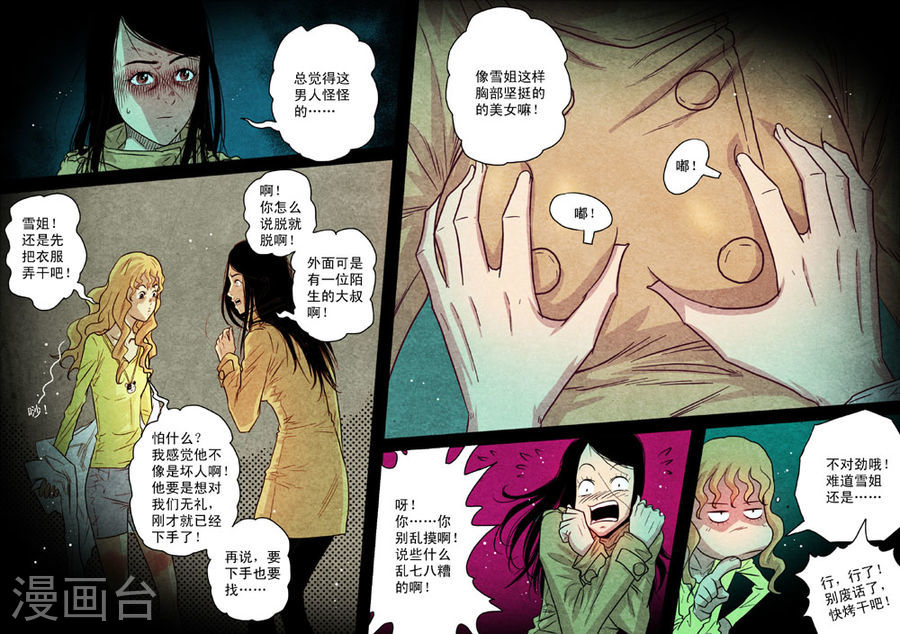 总觉得这
男人怪怪
的……
雪姐！
还是先
把衣服
弄干吧！
啊！
你怎么
说脱就
脱啊！
外面可是
有一位陌
生的大叔
啊！
唦！
怕什么？
我感觉他不
像是坏人啊！
他要是想对
我们无礼，
刚才就已经
下手了！
再说，要
下手也要
找……
像雪姐这样
胸部坚挺的
的美女嘛！
嘟！
嘟！
呀！
你……你
别乱摸啊！
说些什么
乱七八糟
的啊！
不对劲哦！
难道雪姐
还是……
行，行了！
别废话了，
快烤干吧！
漫画台